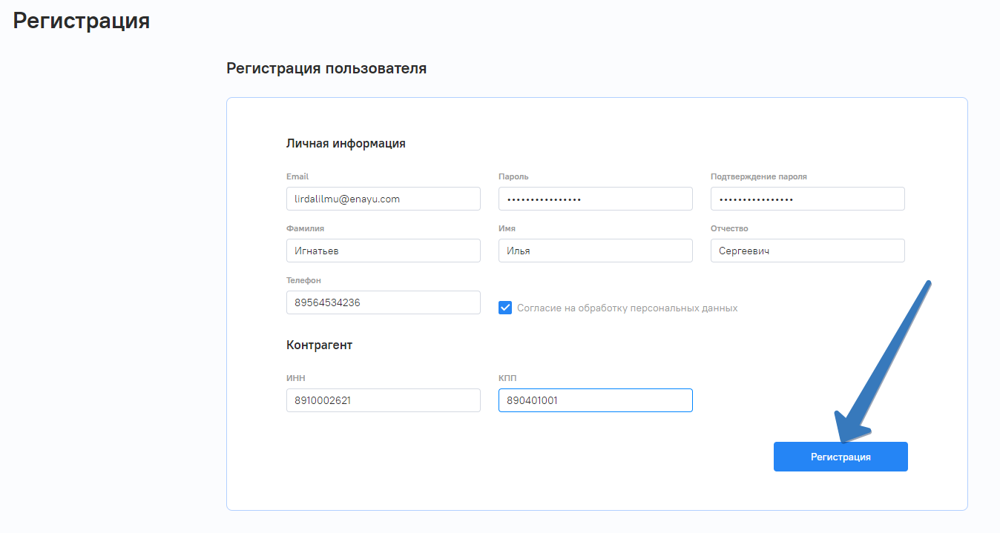 Регистрация
Регистрация пользователя
Личная информация
Email Пароль Подтверждение пароля
lirdalilmu@enayu.com •••••••••••••••• ••••••••••••••••
Фамилия Имя Отчество
Игнатьев Илья Сергеевич
Телефон
89564534236
Согласие на обработку персональных данных
Контрагент
ИНН КПП
8910002621 890401001
Регистрация